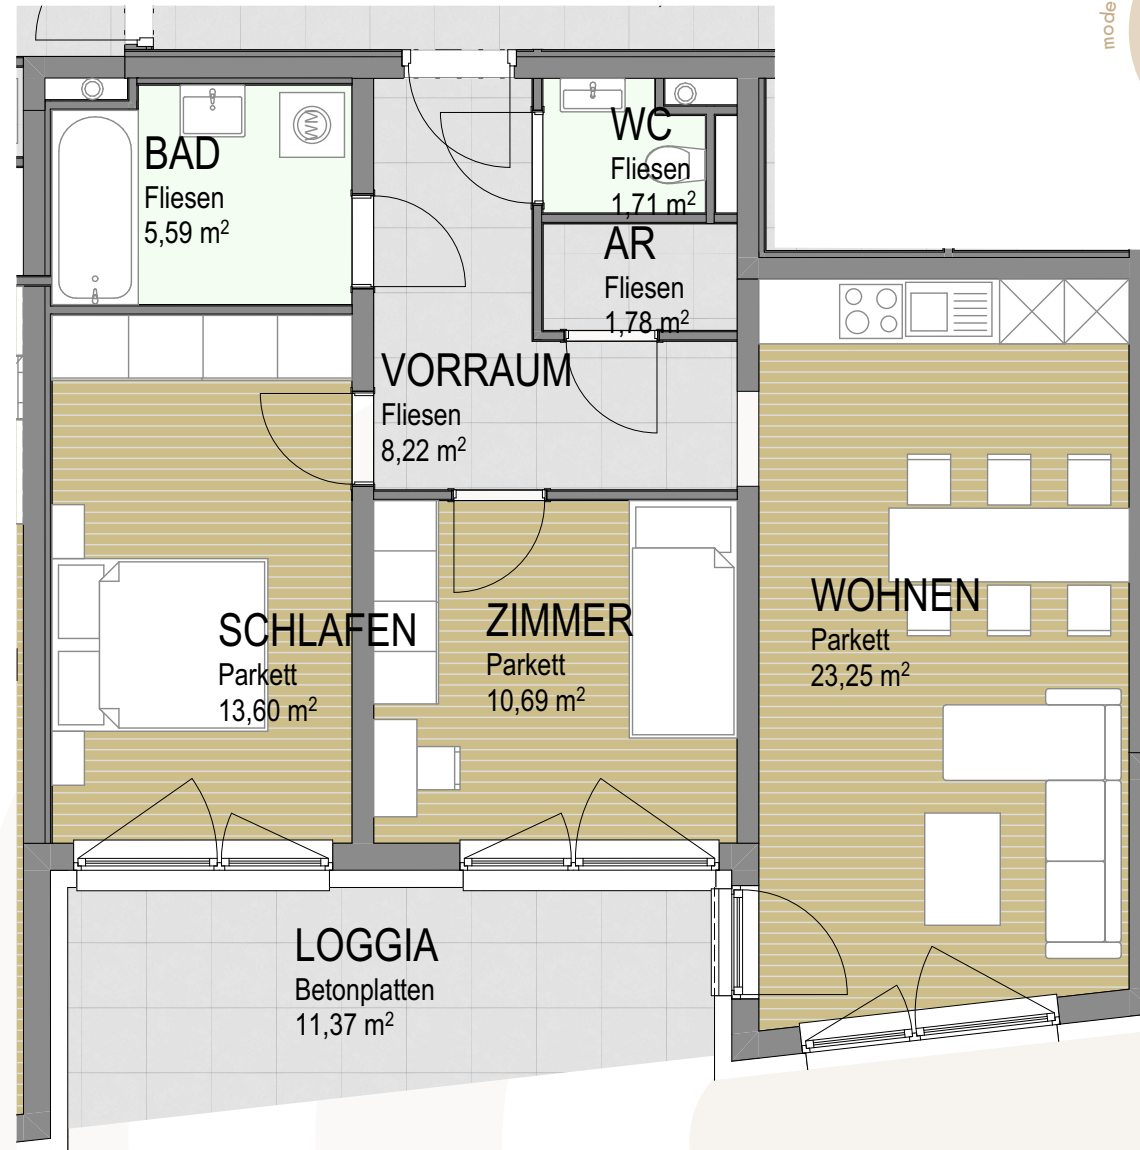 mode
BAD
Fliesen
5,59 m²
WM
WC
Fliesen
1,71 m²
AR
Fliesen
1,78 m²
VORRAUM
Fliesen
8,22 m²
SCHLAFEN
Parkett
13,60 m²
ZIMMER
Parkett
10,69 m²
WOHNEN
Parkett
23,25 m²
LOGGIA
Betonplatten
11,37 m²